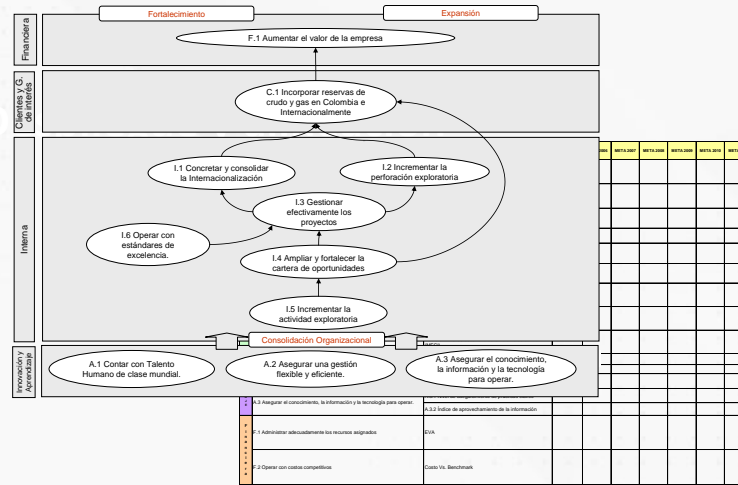 Fortalecimiento
Expansión
Financiera
F.1 Aumentar el valor de la empresa
Clientes y G.
de interés
C.1 Incorporar reservas de
crudo y gas en Colombia e
Internacionalmente
META 2007
META 2008
META 2009
META 2010
Interna
I.1 Concretar y consolidar
la Internacionalización
I.2 Incrementar la
perforación exploratoria
I.3 Gestionar
efectivamente los
proyectos
I.6 Operar con
estándares de
excelencia.
I.4 Ampliar y fortalecer la
cartera de oportunidades
I.5 Incrementar la
actividad exploratoria
Consolidación Organizacional
Innovación y
Aprendizaje
A.1 Contar con Talento
Humano de clase mundial.
A.2 Asegurar una gestión
flexible y eficiente.
A.3 Asegurar el conocimiento,
la información y la tecnología
para operar.
A.3 Asegurar el conocimiento, la información y la tecnología para operar.
A.3.2 Índice de aprovechamiento de la información
Financiera
F.1 Administrar adecuadamente los recursos asignados
EVA
F.2 Operar con costos competitivos
Costo Vs. Benchmark